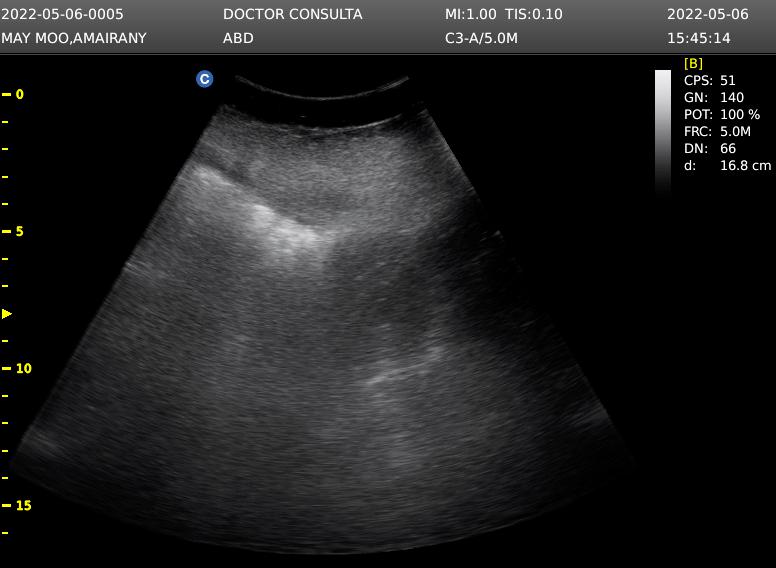 2022-05-06-0005 DOCTOR CONSULTA MI:1.00 TIS:0.10 2022-05-06
MAY MOO,AMAIRANY ABD C3-A/5.0M 15:45:14
C
[B]
CPS: 51
GN: 140
POT: 100 %
FRC: 5.0M
DN: 66
d: 16.8 cm
0
5
10
15